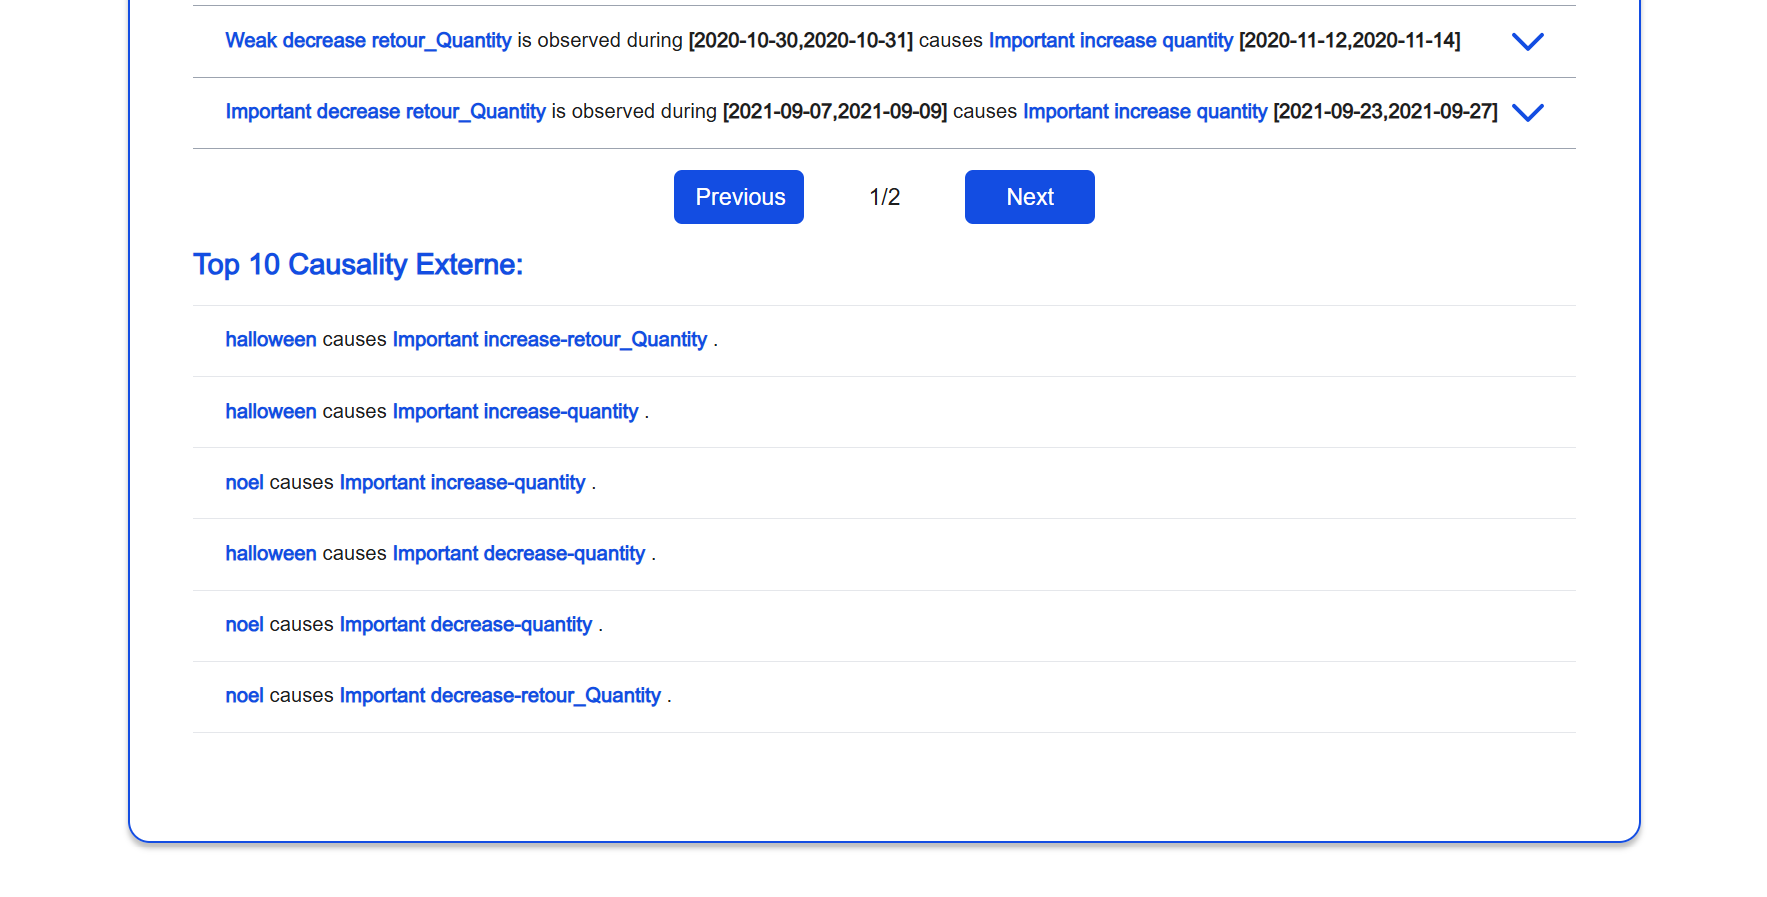 Weak decrease retour_Quantity is observed during [2020-10-30,2020-10-31] causes Important increase quantity [2020-11-12,2020-11-14]
Important decrease retour_Quantity is observed during [2021-09-07,2021-09-09] causes Important increase quantity [2021-09-23,2021-09-27]
Previous 1/2 Next
Top 10 Causality Externe:
halloween causes Important increase-retour_Quantity .
halloween causes Important increase-quantity .
noel causes Important increase-quantity .
halloween causes Important decrease-quantity .
noel causes Important decrease-quantity .
noel causes Important decrease-retour_Quantity .